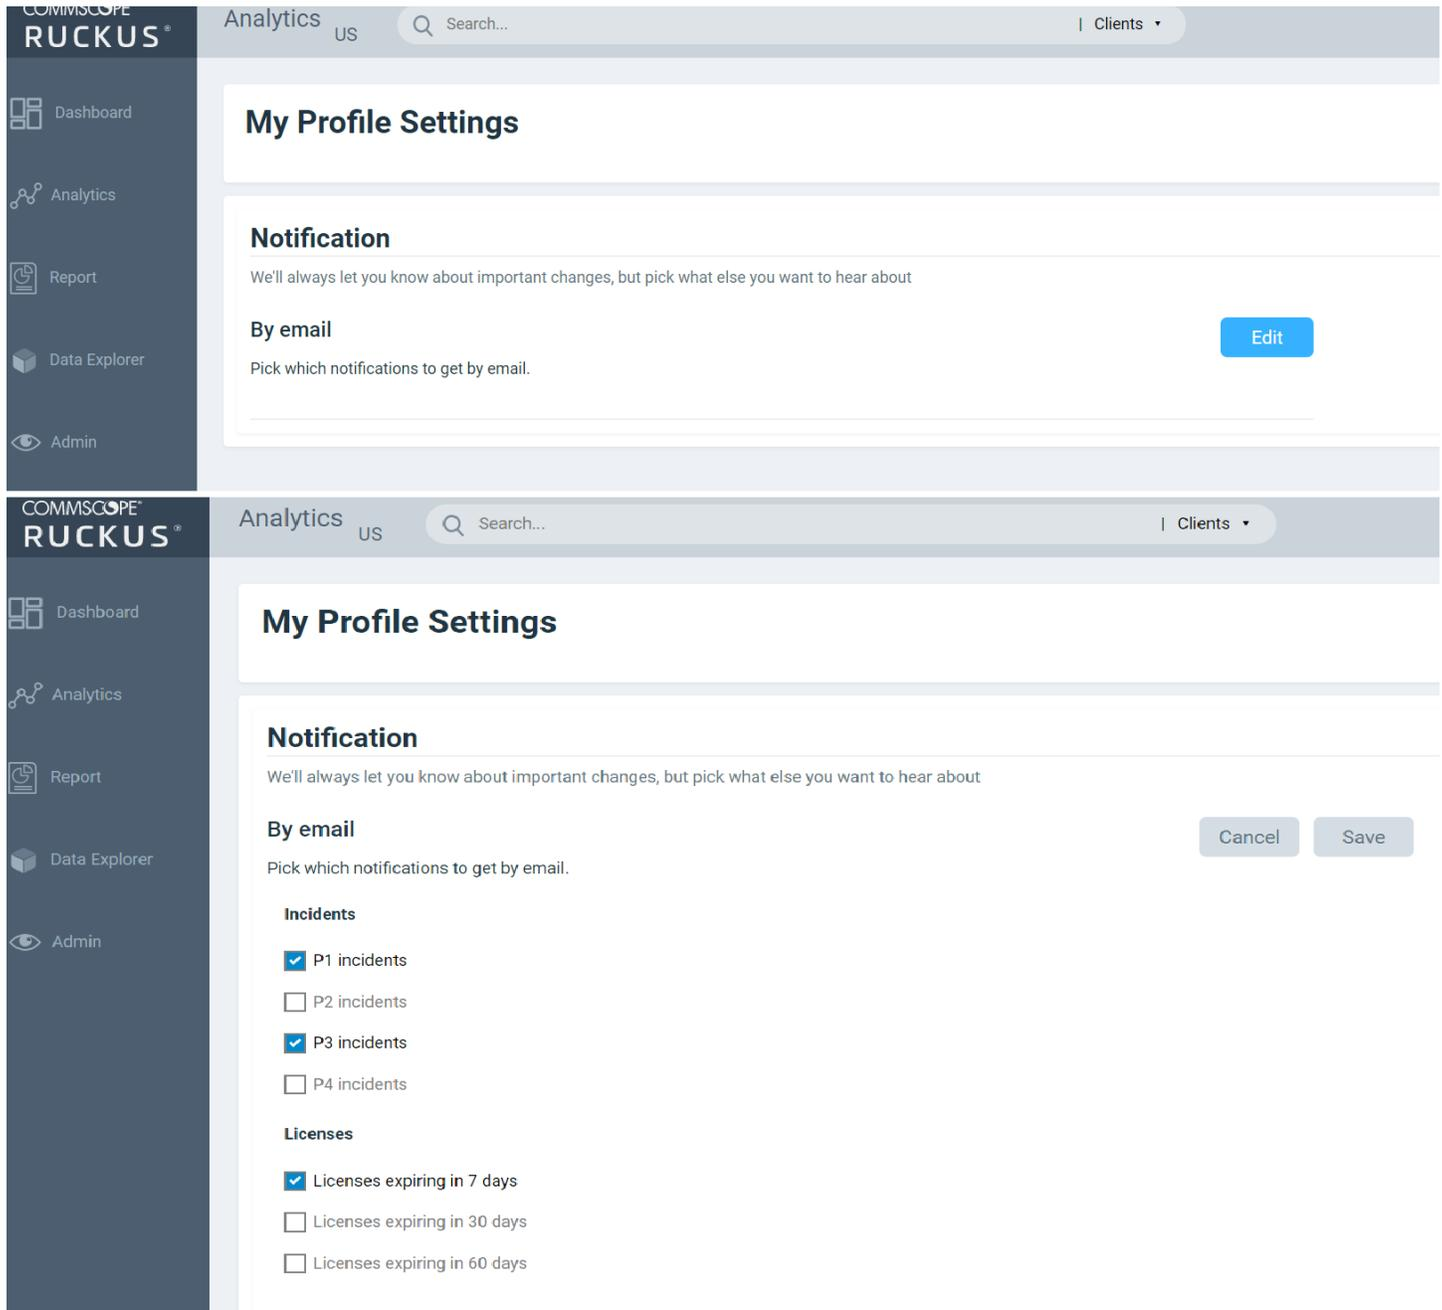 COMMSCOPE
RUCKUS®
Analytics US
Search...
| Clients ▾
Dashboard
Analytics
Report
Data Explorer
Admin
My Profile Settings
Notification
We'll always let you know about important changes, but pick what else you want to hear about
By email
Edit
Pick which notifications to get by email.
COMMSCOPE®
RUCKUS®
Analytics US
Search...
| Clients ▾
Dashboard
Analytics
Report
Data Explorer
Admin
My Profile Settings
Notification
We'll always let you know about important changes, but pick what else you want to hear about
By email
Cancel Save
Pick which notifications to get by email.
Incidents
P1 incidents
P2 incidents
P3 incidents
P4 incidents
Licenses
Licenses expiring in 7 days
Licenses expiring in 30 days
Licenses expiring in 60 days